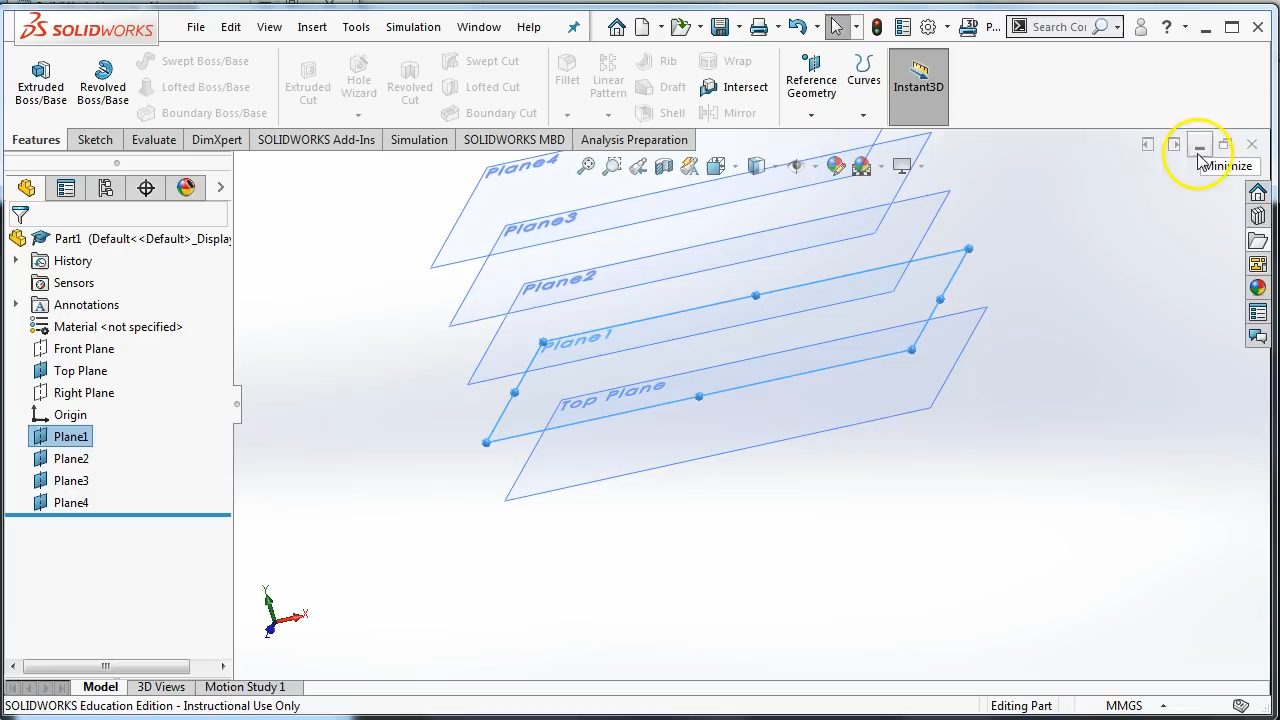 SOLIDWORKS
File Edit View Insert Tools Simulation Window Help
P... Search Cor
Extruded Boss/Base
Revolved Boss/Base
Swept Boss/Base
Lofted Boss/Base
Boundary Boss/Base
Extruded Cut
Hole Wizard
Revolved Cut
Swept Cut
Lofted Cut
Boundary Cut
Fillet
Linear Pattern
Rib
Draft
Shell
Wrap
Intersect
Mirror
Reference Geometry
Curves
Instant3D
Features Sketch Evaluate DimXpert SOLIDWORKS Add-Ins Simulation SOLIDWORKS MBD Analysis Preparation
Minimize
Part1 (Default<<Default>_Display
History
Sensors
Annotations
Material <not specified>
Front Plane
Top Plane
Right Plane
Origin
Plane1
Plane2
Plane3
Plane4
Plane4
Plane3
Plane2
Plane1
Top Plane
Y
X
Z
Model 3D Views Motion Study 1
SOLIDWORKS Education Edition - Instructional Use Only
Editing Part MMGS